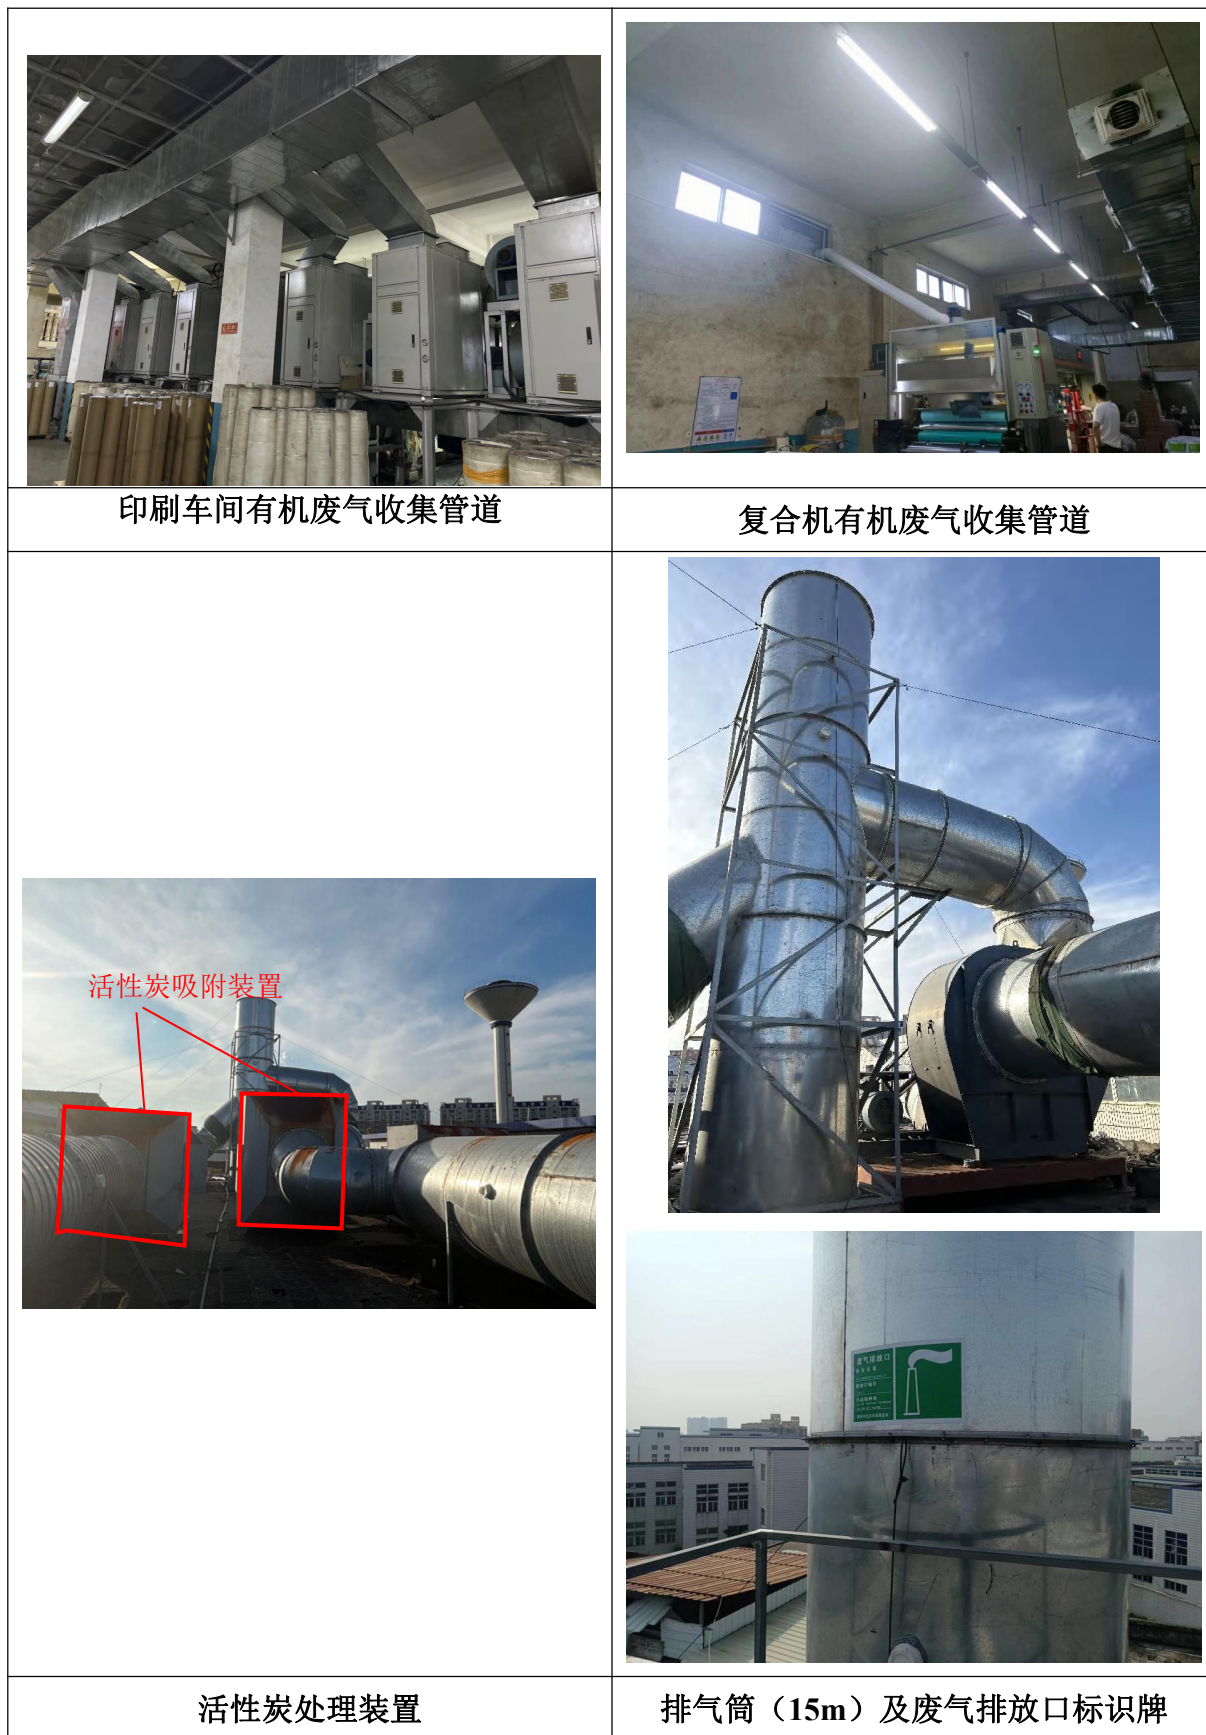 印刷车间有机废气收集管道
复合机有机废气收集管道
活性炭吸附装置
废气排放口
活性炭处理装置
排气筒（15m）及废气排放口标识牌